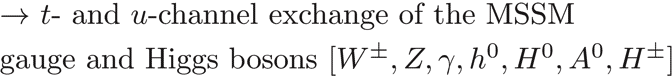 → t- and u-channel exchange of the MSSM
gauge and Higgs bosons [W±, Z, γ, h⁰, H⁰, A⁰, H±]